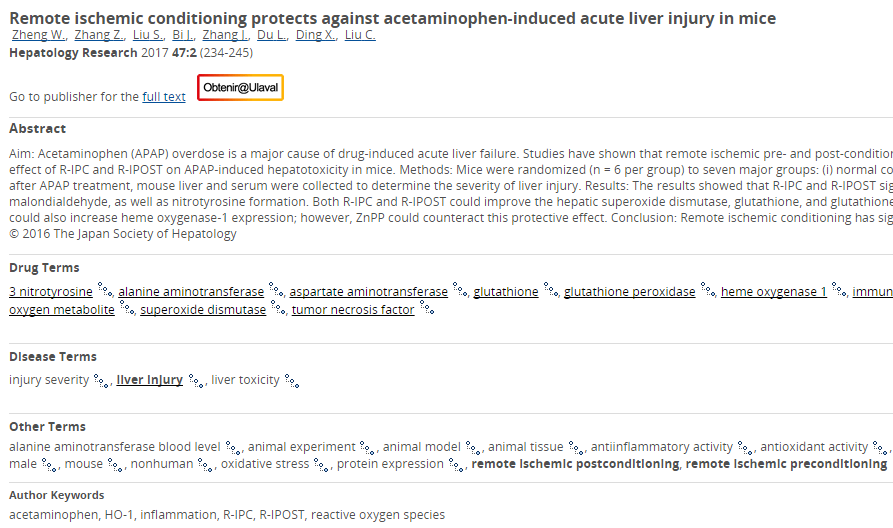 Remote ischemic conditioning protects against acetaminophen-induced acute liver injury in mice
Zheng W., Zhang Z., Liu S., Bi J., Zhang J., Du L., Ding X., Liu C.
Hepatology Research 2017 47:2 (234-245)
Go to publisher for the full text Obtenir@Ulaval
Abstract
Aim: Acetaminophen (APAP) overdose is a major cause of drug-induced acute liver failure. Studies have shown that remote ischemic pre- and post-condition
effect of R-IPC and R-IPOST on APAP-induced hepatotoxicity in mice. Methods: Mice were randomized (n = 6 per group) to seven major groups: (i) normal co
after APAP treatment, mouse liver and serum were collected to determine the severity of liver injury. Results: The results showed that R-IPC and R-IPOST sig
malondialdehyde, as well as nitrotyrosine formation. Both R-IPC and R-IPOST could improve the hepatic superoxide dismutase, glutathione, and glutathione
could also increase heme oxygenase-1 expression; however, ZnPP could counteract this protective effect. Conclusion: Remote ischemic conditioning has sig
© 2016 The Japan Society of Hepatology
Drug Terms
3 nitrotyrosine, alanine aminotransferase, aspartate aminotransferase, glutathione, glutathione peroxidase, heme oxygenase 1, immun
oxygen metabolite, superoxide dismutase, tumor necrosis factor
Disease Terms
injury severity, liver injury, liver toxicity
Other Terms
alanine aminotransferase blood level, animal experiment, animal model, animal tissue, antiinflammatory activity, antioxidant activity,
male, mouse, nonhuman, oxidative stress, protein expression, remote ischemic postconditioning, remote ischemic preconditioning
Author Keywords
acetaminophen, HO-1, inflammation, R-IPC, R-IPOST, reactive oxygen species